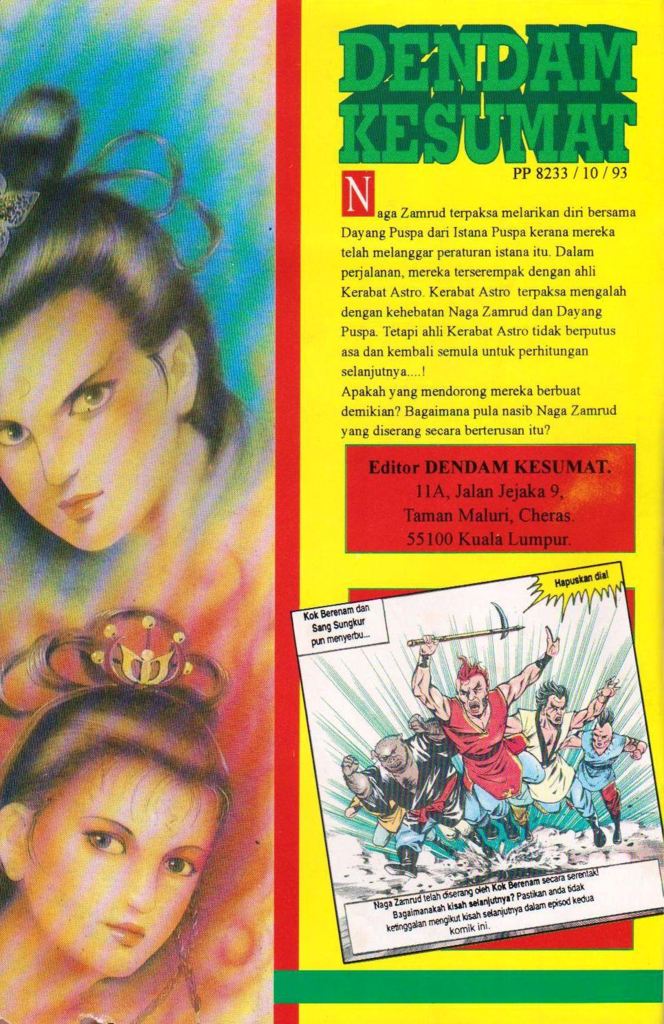 DENDAM
KESUMAT
PP 8233 / 10 / 93
Naga Zamrud terpaksa melarikan diri bersama
Dayang Puspa dari Istana Puspa kerana mereka
telah melanggar peraturan istana itu. Dalam
perjalanan, mereka terserempak dengan ahli
Kerabat Astro. Kerabat Astro terpaksa mengalah
dengan kehebatan Naga Zamrud dan Dayang
Puspa. Tetapi ahli Kerabat Astro tidak berputus
asa dan kembali semula untuk perhitungan
selanjutnya....!
Apakah yang mendorong mereka berbuat
demikian? Bagaimana pula nasib Naga Zamrud
yang diserang secara berterusan itu?
Editor DENDAM KESUMAT.
11A, Jalan Jejaka 9,
Taman Maluri, Cheras.
55100 Kuala Lumpur.
Kok Berenam dan
Sang Sungkur
pun menyerbu...
Hapuskan dia!
Naga Zamrud telah diserang oleh Kok Berenam secara serentak!
Bagaimanakah kisah selanjutnya? Pastikan anda tidak
ketinggalan mengikut kisah selanjutnya dalam episod kedua
komik ini.